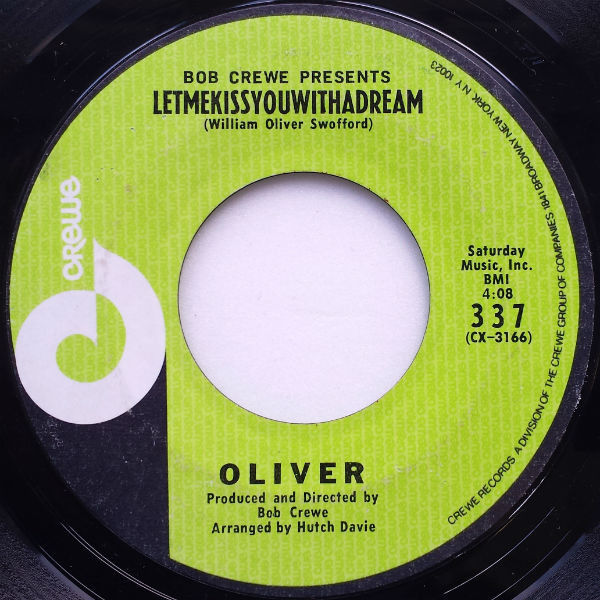 BOB CREWE PRESENTS
LETMEKISSYOUWITHADREAM
(William Oliver Swofford)
crewe
Saturday
Music, Inc.
BMI
4:08
337
(CX-3166)
OLIVER
Produced and Directed by
Bob Crewe
Arranged by Hutch Davie
CREWE RECORDS A DIVISION OF THE CREWE GROUP OF COMPANIES 1841 BROADWAY NEW YORK NY 10023